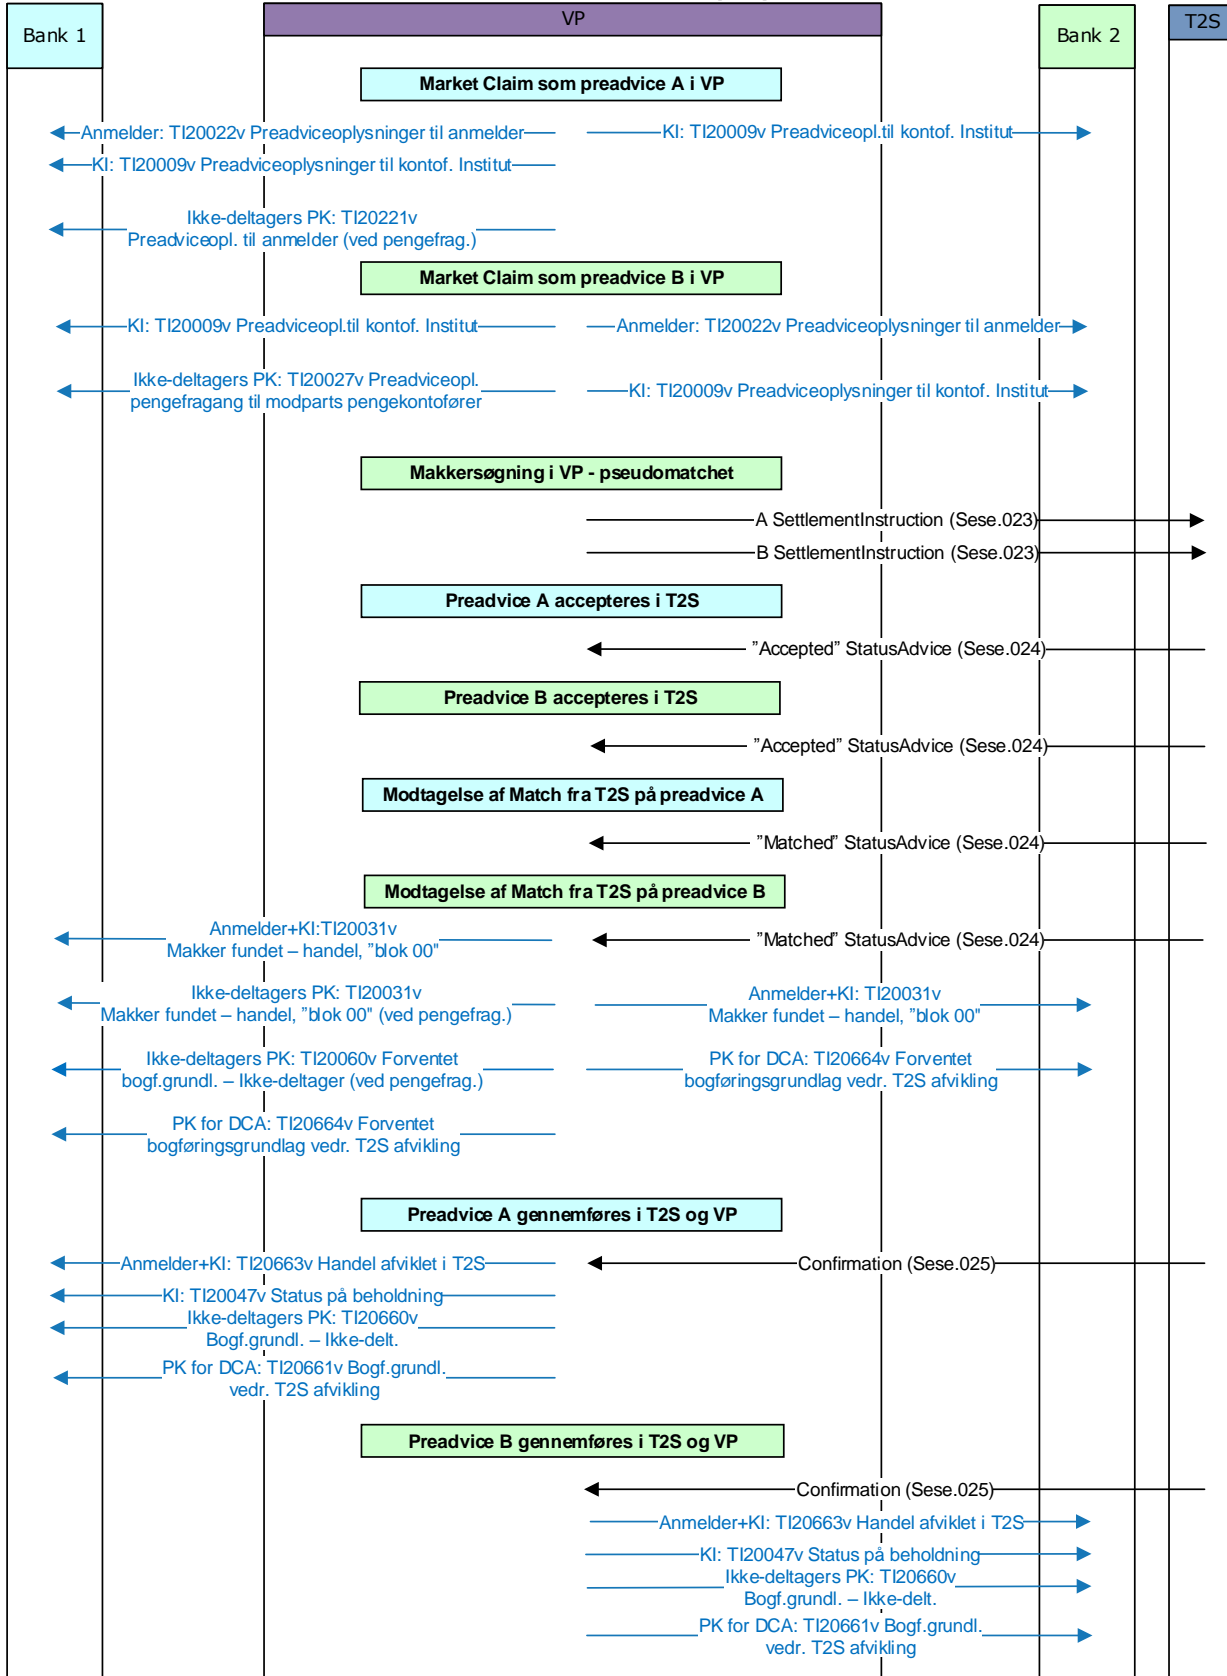 Bank 1
VP
Bank 2
T2S
Market Claim som preadvice A i VP
Anmelder: TI20022v Preadviceoplysninger til anmelder
KI: TI20009v Preadviceopl.til kontof. Institut
KI: TI20009v Preadviceoplysninger til kontof. Institut
Ikke-deltagers PK: TI20221v
Preadviceopl. til anmelder (ved pengefrag.)
Market Claim som preadvice B i VP
KI: TI20009v Preadviceopl.til kontof. Institut
Anmelder: TI20022v Preadviceoplysninger til anmelder
Ikke-deltagers PK: TI20027v Preadviceopl.
pengefragang til modparts pengekontofører
KI: TI20009v Preadviceoplysninger til kontof. Institut
Makkersøgning i VP - pseudomatchet
A SettlementInstruction (Sese.023)
B SettlementInstruction (Sese.023)
Preadvice A accepteres i T2S
”Accepted” StatusAdvice (Sese.024)
Preadvice B accepteres i T2S
”Accepted” StatusAdvice (Sese.024)
Modtagelse af Match fra T2S på preadvice A
”Matched” StatusAdvice (Sese.024)
Modtagelse af Match fra T2S på preadvice B
Anmelder+KI:TI20031v
Makker fundet – handel, ”blok 00"
”Matched” StatusAdvice (Sese.024)
Ikke-deltagers PK: TI20031v
Makker fundet – handel, ”blok 00" (ved pengefrag.)
Anmelder+KI: TI20031v
Makker fundet – handel, ”blok 00"
Ikke-deltagers PK: TI20060v Forventet
bogf.grundl. – Ikke-deltager (ved pengefrag.)
PK for DCA: TI20664v Forventet
bogføringsgrundlag vedr. T2S afvikling
PK for DCA: TI20664v Forventet
bogføringsgrundlag vedr. T2S afvikling
Preadvice A gennemføres i T2S og VP
Anmelder+KI: TI20663v Handel afviklet i T2S
Confirmation (Sese.025)
KI: TI20047v Status på beholdning
Ikke-deltagers PK: TI20660v
Bogf.grundl. – Ikke-delt.
PK for DCA: TI20661v Bogf.grundl.
vedr. T2S afvikling
Preadvice B gennemføres i T2S og VP
Confirmation (Sese.025)
Anmelder+KI: TI20663v Handel afviklet i T2S
KI: TI20047v Status på beholdning
Ikke-deltagers PK: TI20660v
Bogf.grundl. – Ikke-delt.
PK for DCA: TI20661v Bogf.grundl.
vedr. T2S afvikling